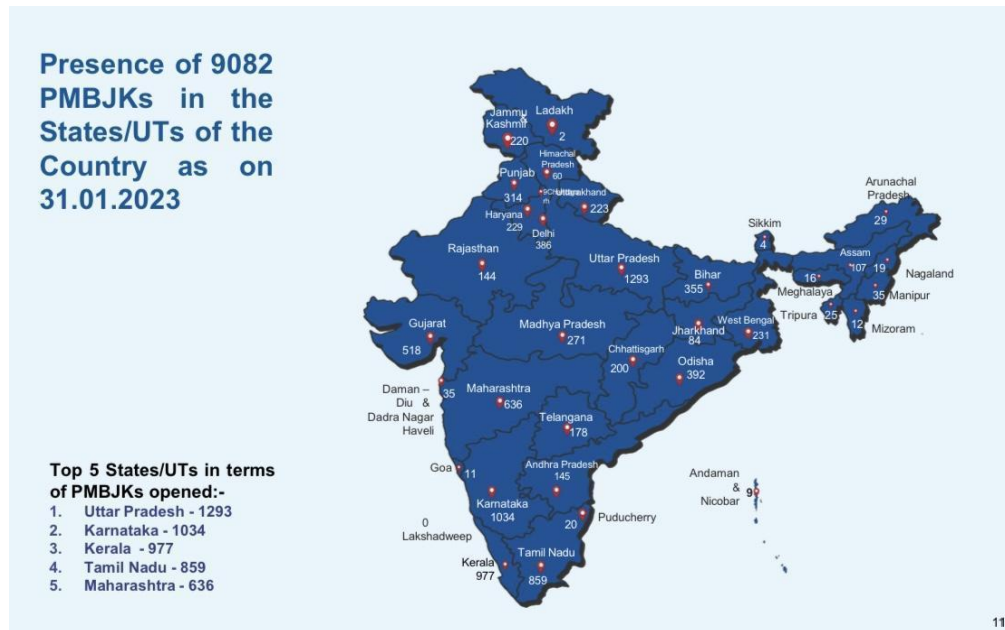 Presence of 9082
PMBJKs in the
States/UTs of the
Country as on
31.01.2023
Top 5 States/UTs in terms
of PMBJKs opened:-
1. Uttar Pradesh - 1293
2. Karnataka - 1034
3. Kerala - 977
4. Tamil Nadu - 859
5. Maharashtra - 636
Jammu &
Kashmir
220
Ladakh
2
Himachal
Pradesh
60
Punjab
314
Uttarakhand
223
Haryana
229
Delhi
386
Rajasthan
144
Uttar Pradesh
1293
Bihar
355
Sikkim
4
Arunachal
Pradesh
29
Assam
107
19
Nagaland
16
Meghalaya
35
Manipur
Tripura
25
12
Mizoram
Gujarat
518
Madhya Pradesh
271
Jharkhand
84
West Bengal
231
Chhattisgarh
200
Odisha
392
Daman –
Diu &
Dadra Nagar
Haveli
35
Maharashtra
636
Telangana
178
Goa
11
Andhra Pradesh
145
Karnataka
1034
Andaman
&
Nicobar
9
20
Puducherry
0
Lakshadweep
Kerala
977
Tamil Nadu
859